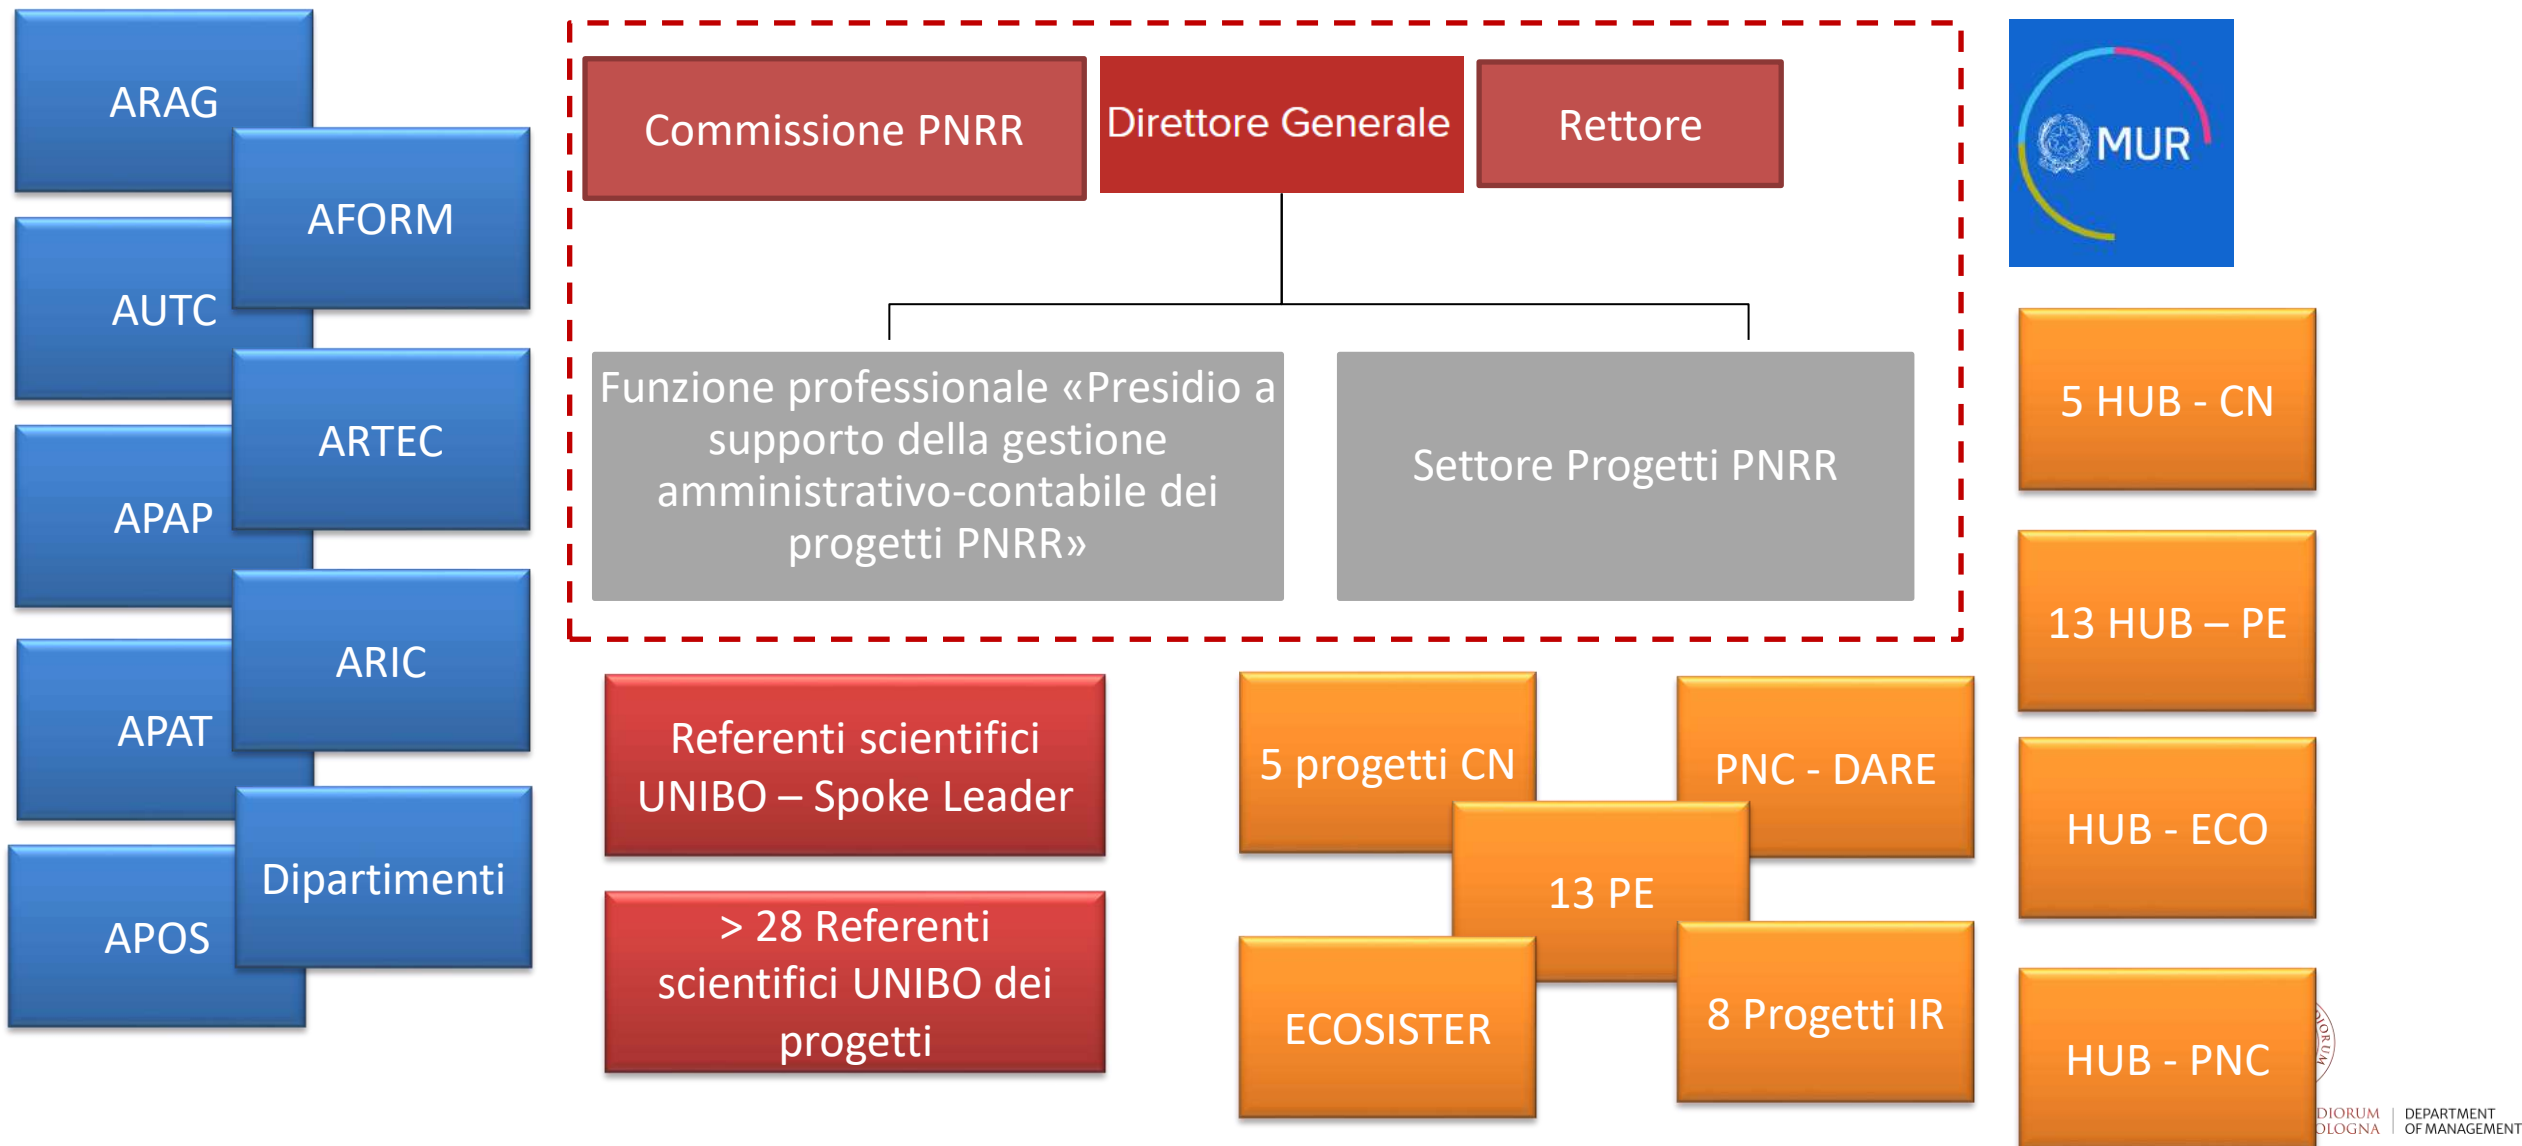 ARAG
AFORM
AUTC
ARTEC
APAP
ARIC
APAT
Dipartimenti
APOS
Commissione PNRR
Direttore Generale
Rettore
Funzione professionale «Presidio a
supporto della gestione
amministrativo-contabile dei
progetti PNRR»
Settore Progetti PNRR
Referenti scientifici
UNIBO – Spoke Leader
> 28 Referenti
scientifici UNIBO dei
progetti
5 progetti CN
PNC - DARE
13 PE
ECOSISTER
8 Progetti IR
MUR
5 HUB - CN
13 HUB – PE
HUB - ECO
HUB - PNC
DEPARTMENT
OF MANAGEMENT